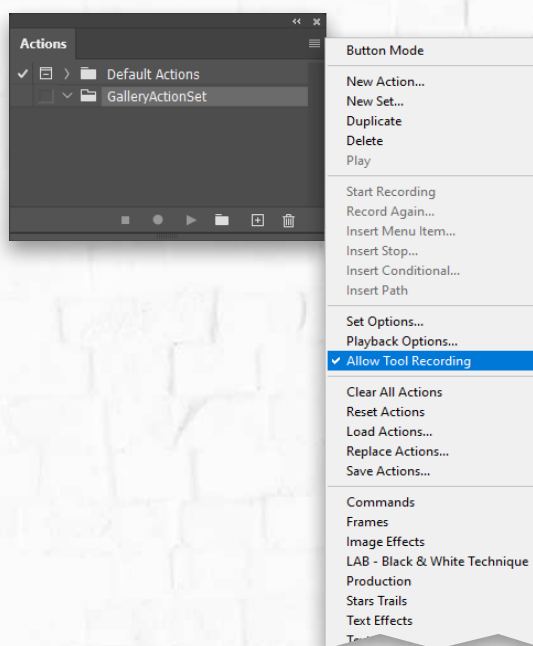 Actions
Default Actions
GalleryActionSet
Button Mode
New Action...
New Set...
Duplicate
Delete
Play
Start Recording
Record Again...
Insert Menu Item...
Insert Stop...
Insert Conditional...
Insert Path
Set Options...
Playback Options...
Allow Tool Recording
Clear All Actions
Reset Actions
Load Actions...
Replace Actions...
Save Actions...
Commands
Frames
Image Effects
LAB - Black & White Technique
Production
Stars Trails
Text Effects